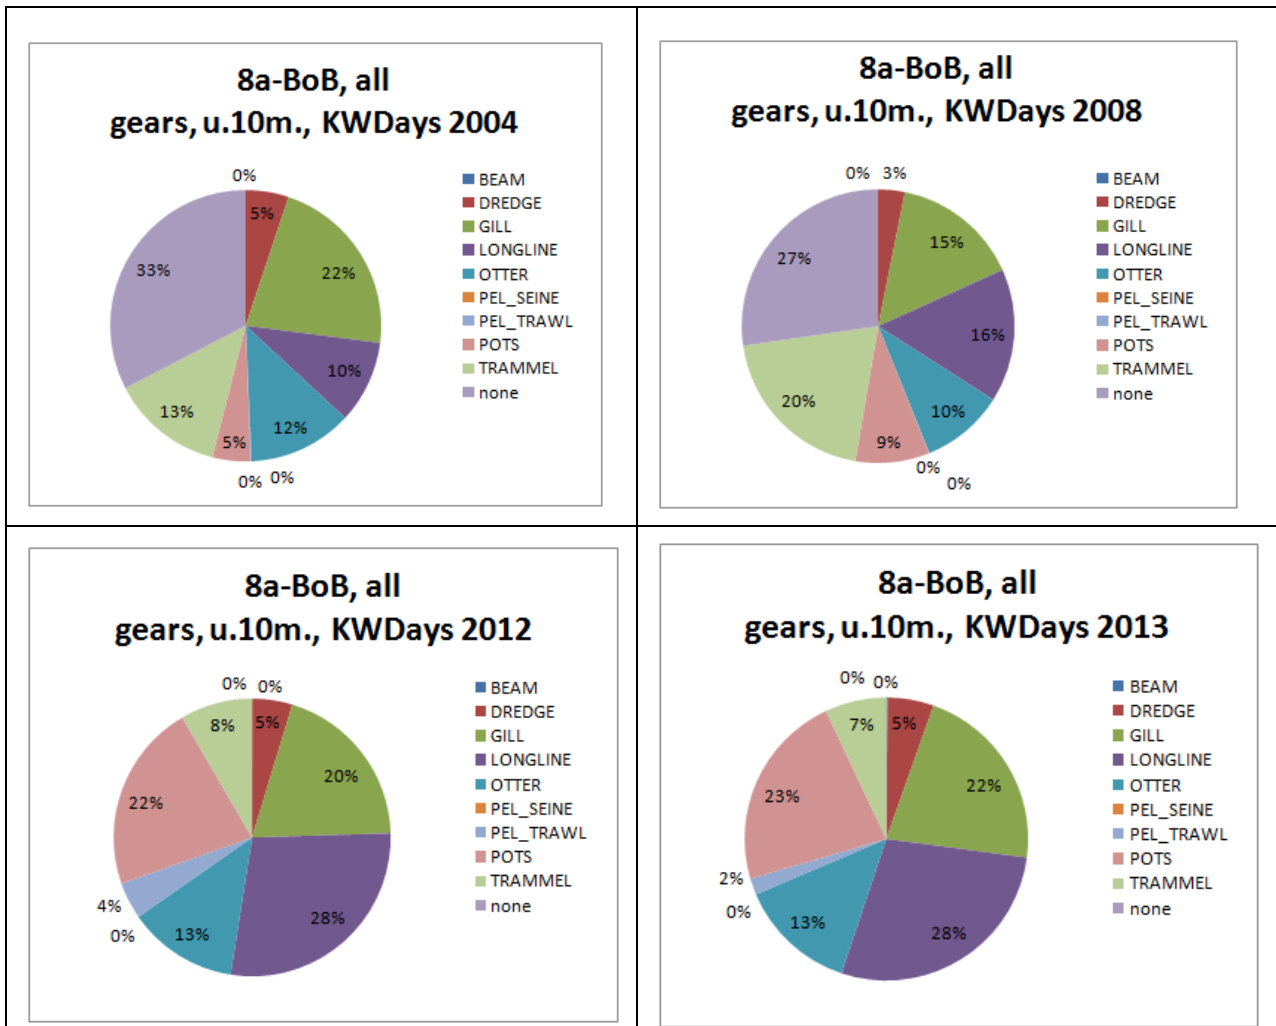 8a-BoB, all
gears, u.10m., KWDays 2004
0%
5%
22%
10%
12%
0%
0%
5%
13%
33%
BEAM
DREDGE
GILL
LONGLINE
OTTER
PEL_SEINE
PEL_TRAWL
POTS
TRAMMEL
none
8a-BoB, all
gears, u.10m., KWDays 2008
0%
3%
15%
16%
10%
0%
0%
9%
20%
27%
BEAM
DREDGE
GILL
LONGLINE
OTTER
PEL_SEINE
PEL_TRAWL
POTS
TRAMMEL
none
8a-BoB, all
gears, u.10m., KWDays 2012
0%
0%
5%
20%
28%
13%
0%
4%
22%
8%
BEAM
DREDGE
GILL
LONGLINE
OTTER
PEL_SEINE
PEL_TRAWL
POTS
TRAMMEL
none
8a-BoB, all
gears, u.10m., KWDays 2013
0%
0%
5%
22%
28%
13%
0%
2%
23%
7%
BEAM
DREDGE
GILL
LONGLINE
OTTER
PEL_SEINE
PEL_TRAWL
POTS
TRAMMEL
none